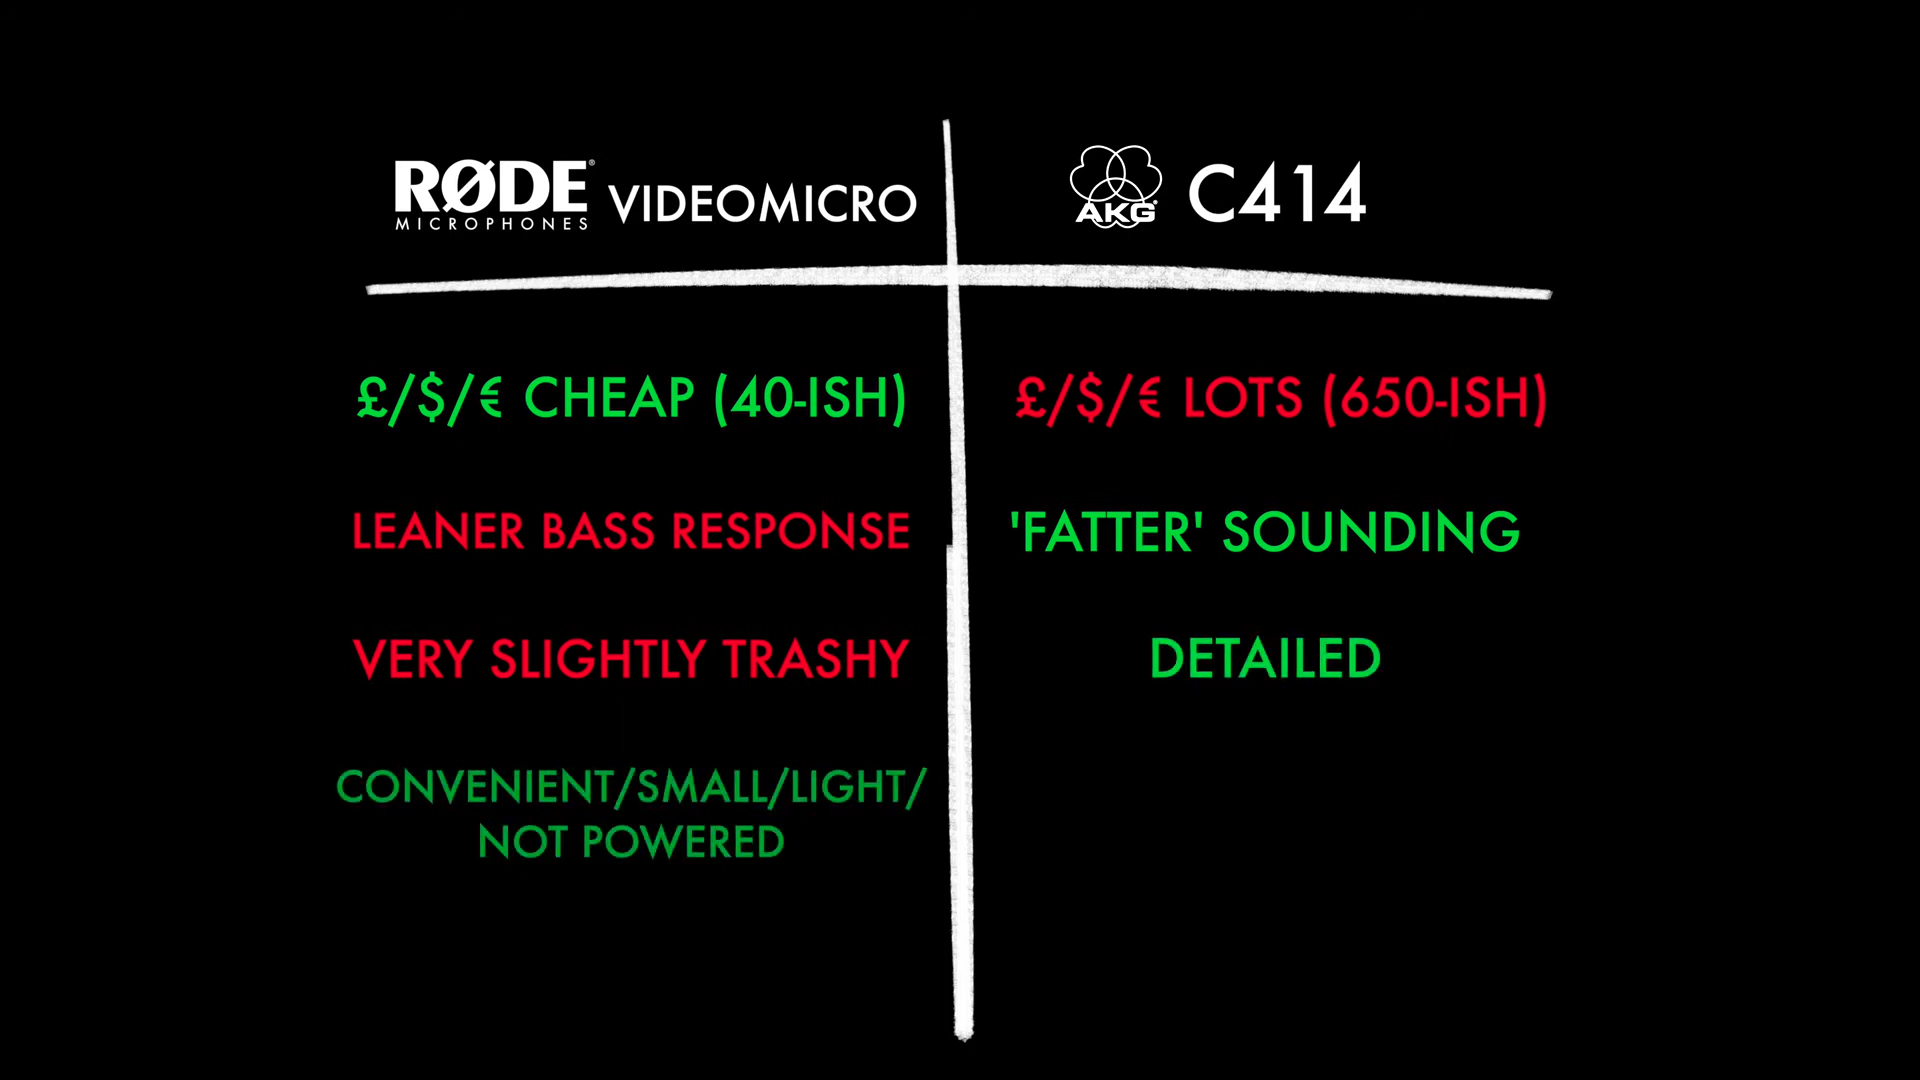 RØDE® VIDEOMICRO
MICROPHONES
AKG® C414
£/$/€ CHEAP (40-ISH)
£/$/€ LOTS (650-ISH)
LEANER BASS RESPONSE
'FATTER' SOUNDING
VERY SLIGHTLY TRASHY
DETAILED
CONVENIENT/SMALL/LIGHT/
NOT POWERED